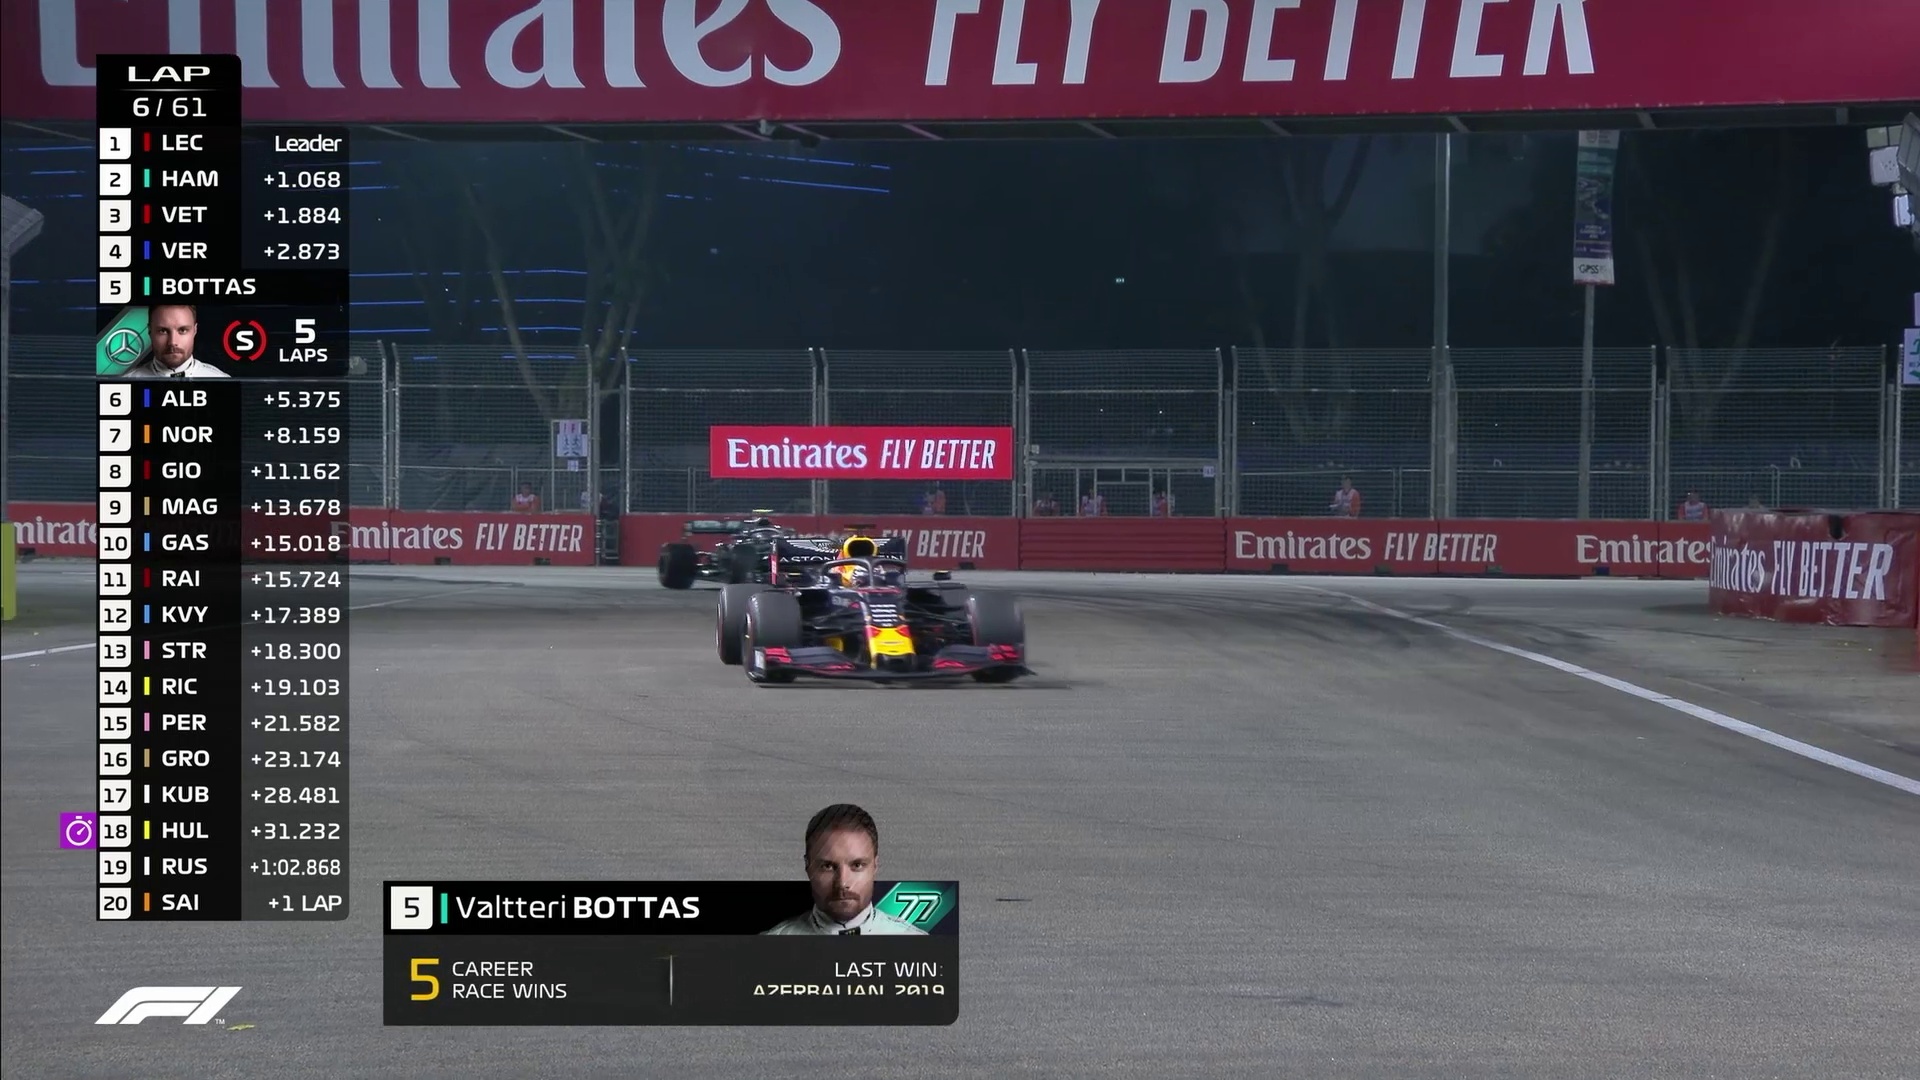 Emirates FLY BETTER
LAP
6 / 61
1 LEC Leader
2 HAM +1.068
3 VET +1.884
4 VER +2.873
5 BOTTAS
S 5
LAPS
6 ALB +5.375
7 NOR +8.159
8 GIO +11.162
9 MAG +13.678
10 GAS +15.018
11 RAI +15.724
12 KVY +17.389
13 STR +18.300
14 RIC +19.103
15 PER +21.582
16 GRO +23.174
17 KUB +28.481
18 HUL +31.232
19 RUS +1:02.868
20 SAI +1 LAP
Emirates FLY BETTER
Emirates FLY BETTER
BETTER
Emirates FLY BETTER
Emirates
Emirates FLY BETTER
ASTON
5 Valtteri BOTTAS 77
5 CAREER
RACE WINS
LAST WIN:
AZERBAIJAN 2019
F1